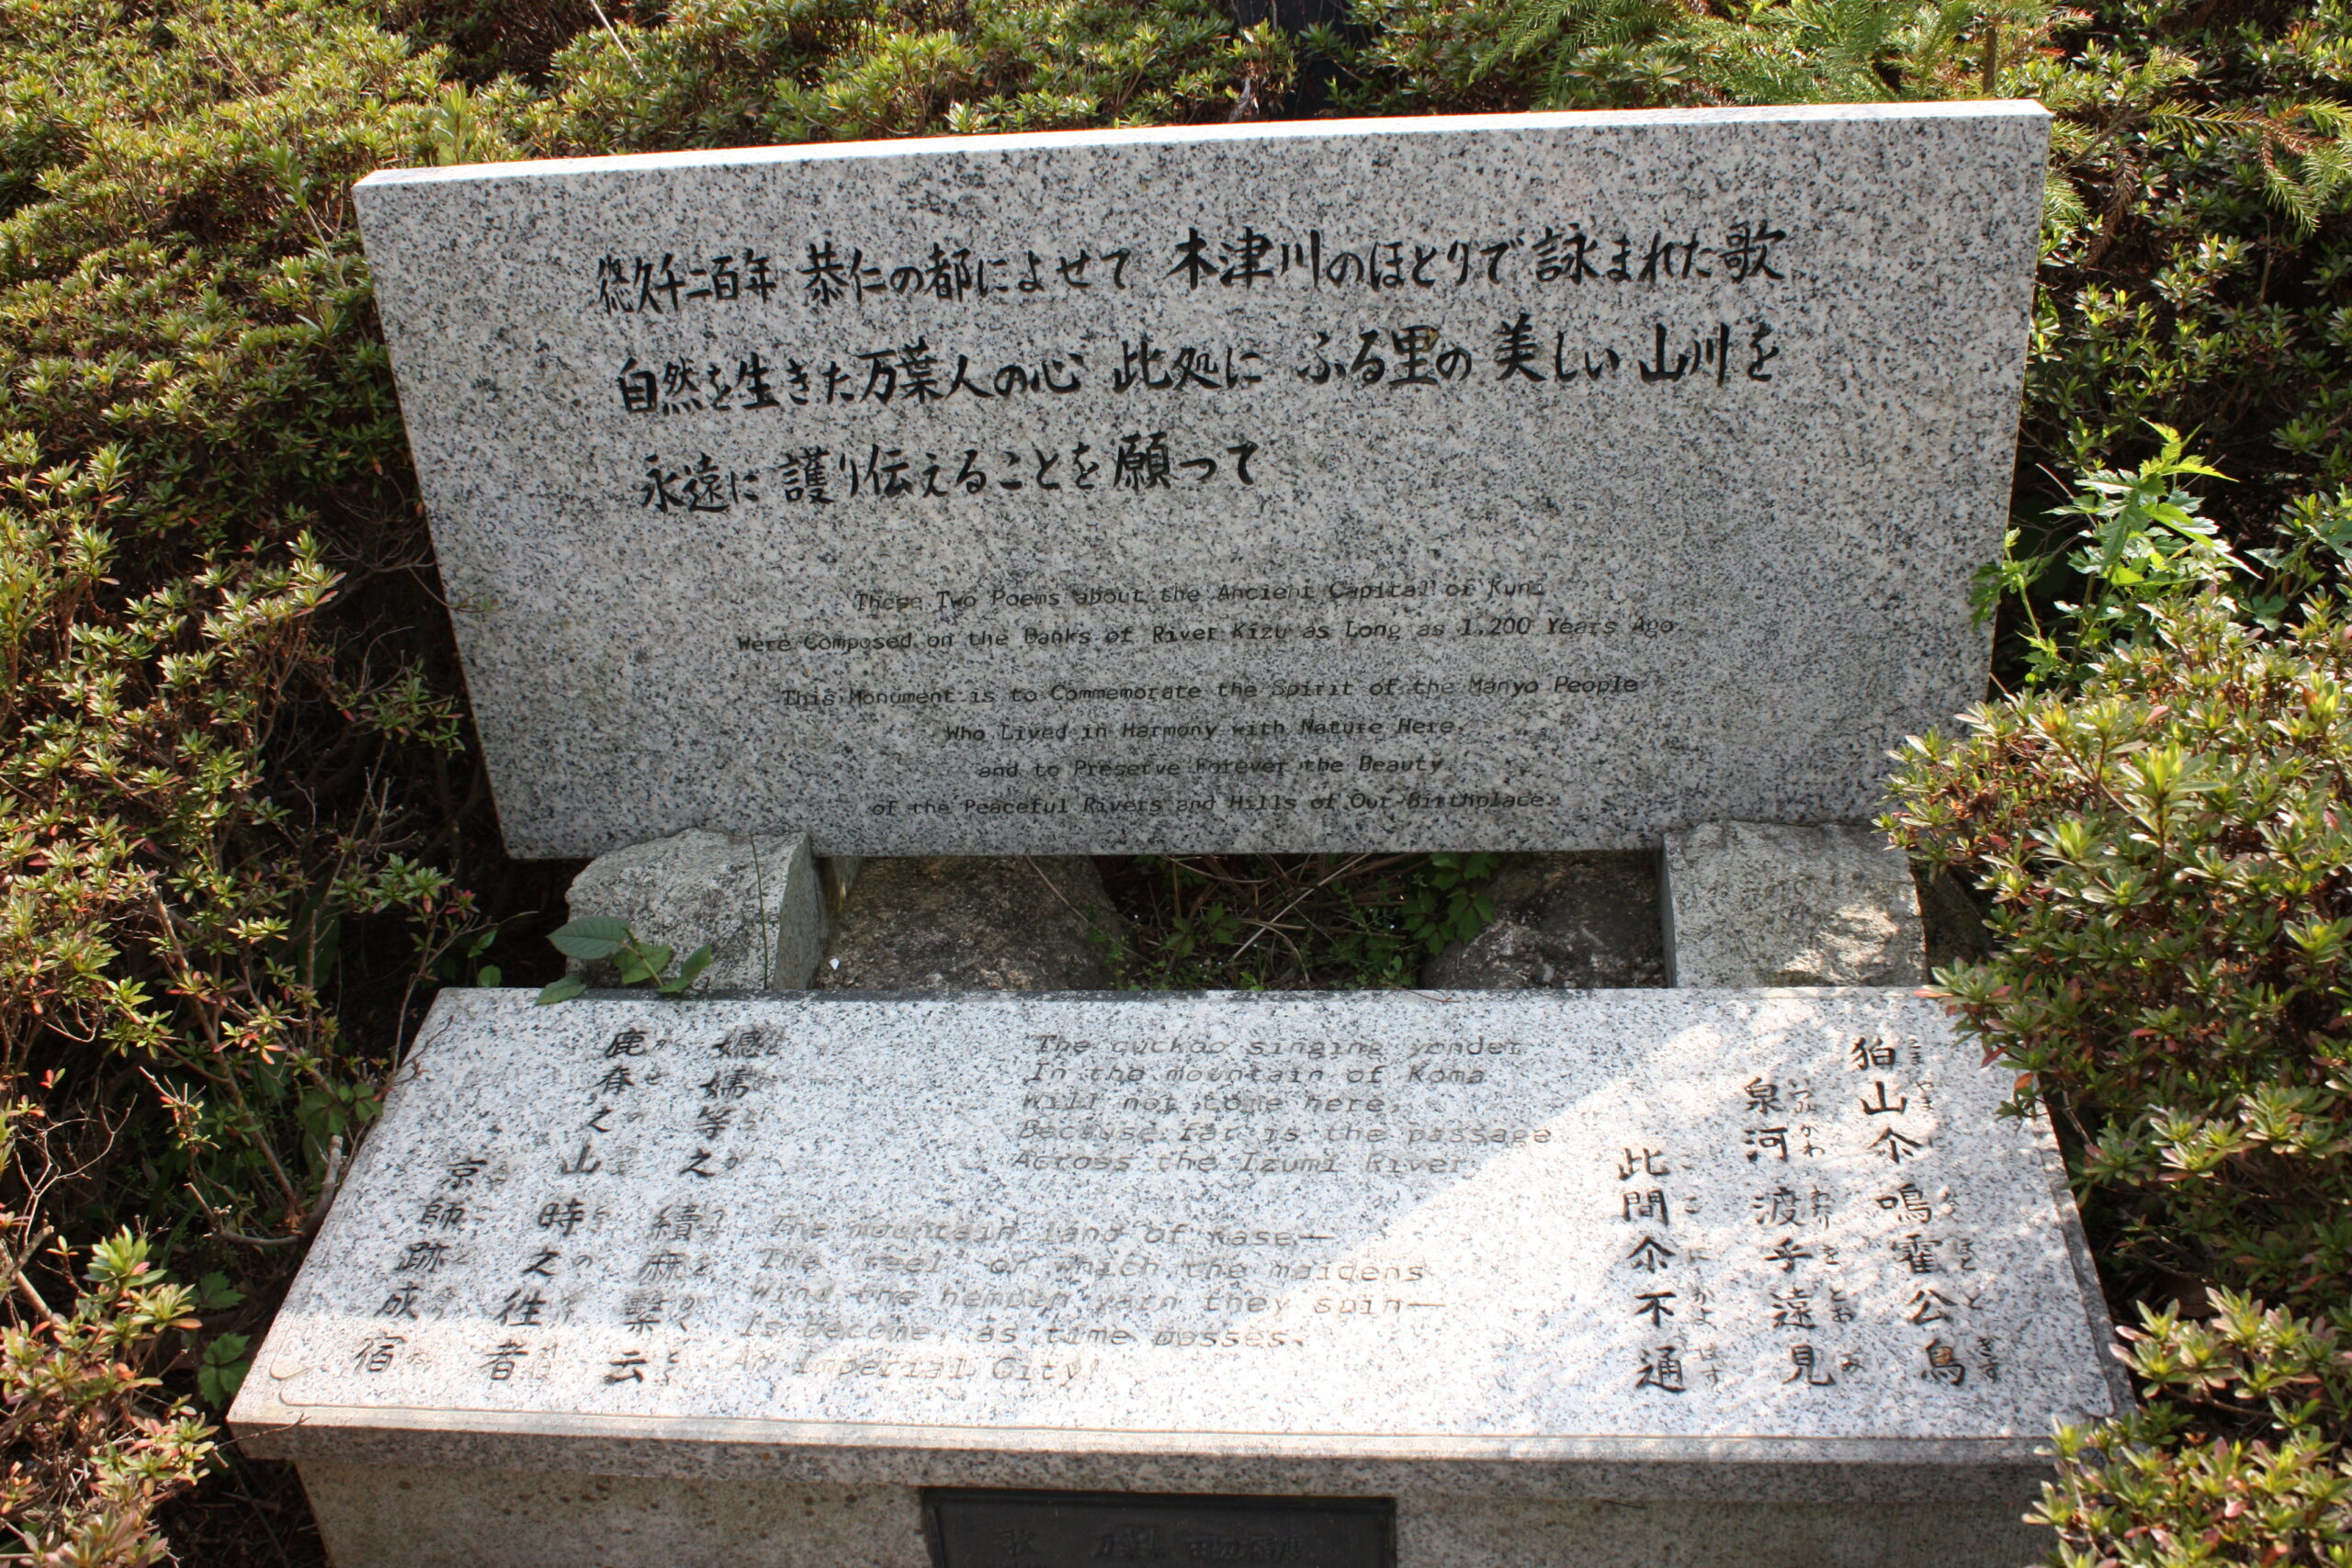 悠久千二百年 恭仁の都によせて 木津川のほとりで 詠まれた歌
自然を生きた万葉人の心 此処に ふる里の 美しい 山川を
永遠に 護り伝えることを 願って
These Two Poems about the Ancient Capital of Kuni
Were Composed on the Banks of River Kizu as Long as 1,200 Years Ago.
This Monument is to Commemorate the Spirit of the Manyo People
Who Lived in Harmony with Nature Here,
and to Preserve Forever the Beauty
of the Peaceful Rivers and Hills of Our Birthplace.
狛山尒鳴霍公鳥
泉河渡乎遠見
此間尒不通
The cuckoo singing yonder
In the mountain of Koma
Will not come here,
Because far is the passage
Across the Izumi River.
The mountain land of Kase—
The 'reel' on which the maidens
Wind the hempen yarn they spin—
Is become, as time passes,
An Imperial City!
嬺嬬等之續麻繫云
鹿脊之山時之往者
京師跡成宿
歌